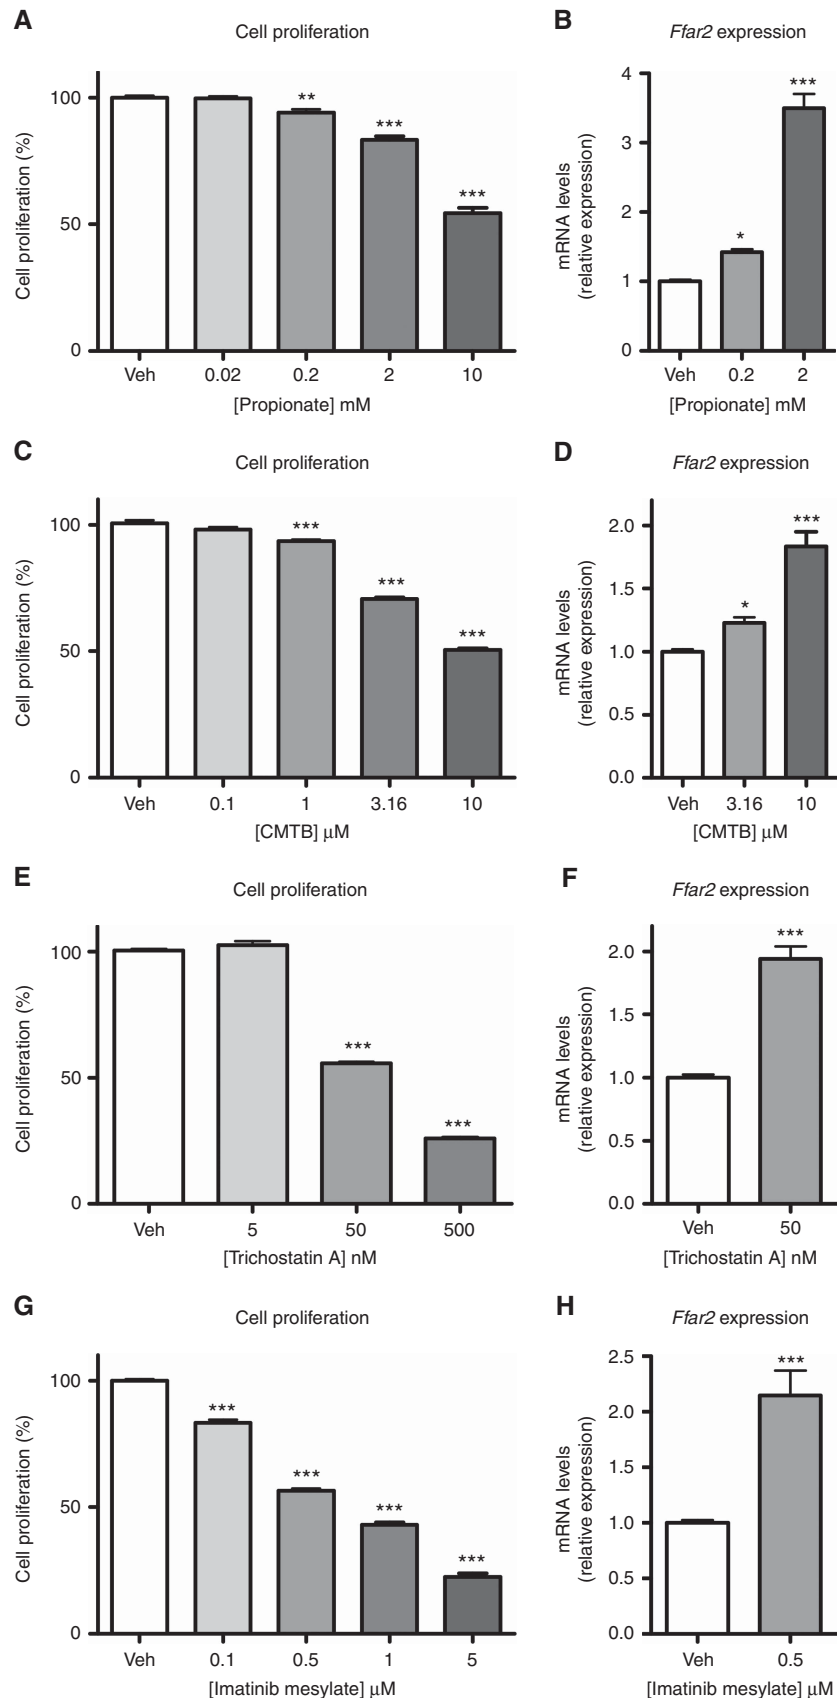 A
Cell proliferation
Cell proliferation (%)
100
50
0
**
***
***
Veh 0.02 0.2 2 10
[Propionate] mM
B
Ffar2 expression
mRNA levels
(relative expression)
4
3
2
1
0
*
***
Veh 0.2 2
[Propionate] mM
C
Cell proliferation
Cell proliferation (%)
100
50
0
***
***
***
Veh 0.1 1 3.16 10
[CMTB] μM
D
Ffar2 expression
mRNA levels
(relative expression)
2.0
1.5
1.0
0.5
0.0
*
***
Veh 3.16 10
[CMTB] μM
E
Cell proliferation
Cell proliferation (%)
100
50
0
***
***
Veh 5 50 500
[Trichostatin A] nM
F
Ffar2 expression
mRNA levels
(relative expression)
2.0
1.5
1.0
0.5
0.0
***
Veh 50
[Trichostatin A] nM
G
Cell proliferation
Cell proliferation (%)
100
50
0
***
***
***
***
Veh 0.1 0.5 1 5
[Imatinib mesylate] μM
H
Ffar2 expression
mRNA levels
(relative expression)
2.5
2.0
1.5
1.0
0.5
0.0
***
Veh 0.5
[Imatinib mesylate] μM